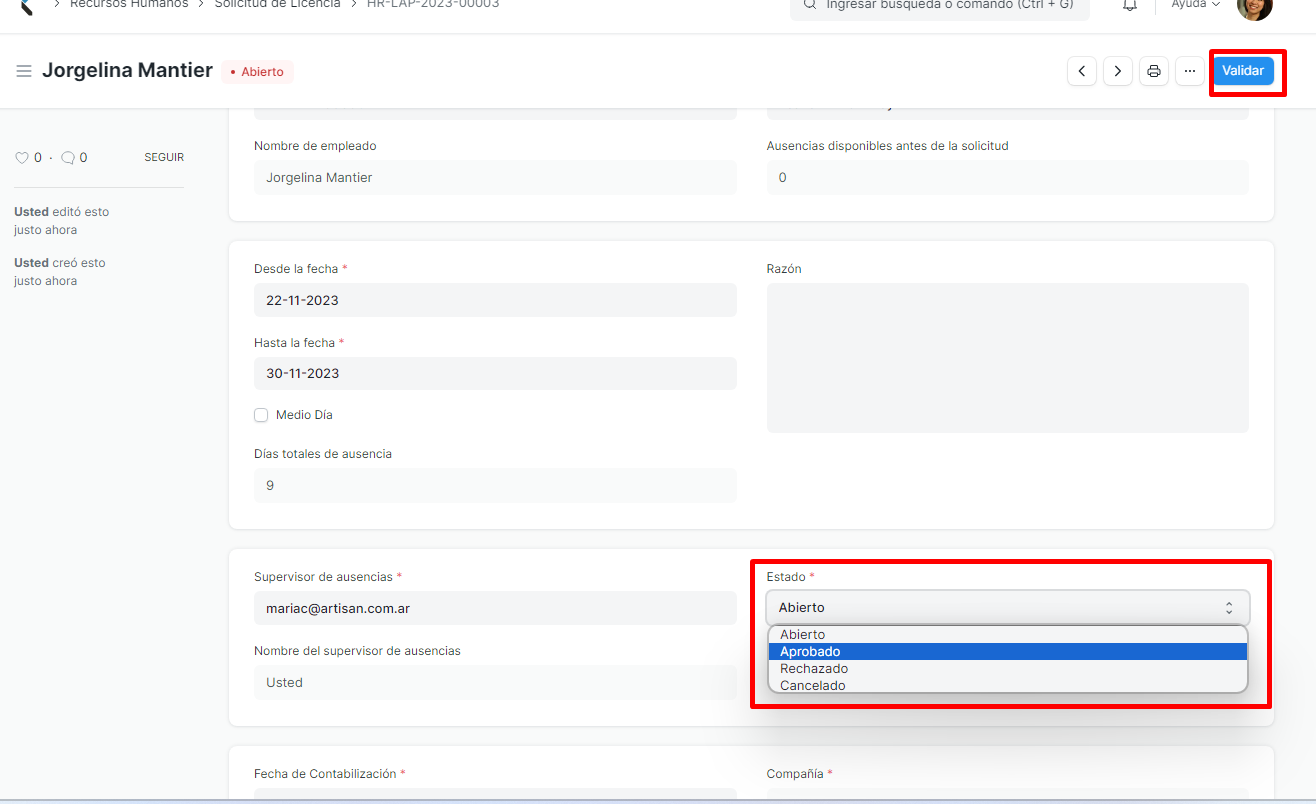 Recursos Humanos > Solicitud de Licencia > HR-LAP-2023-00003
Ingresar búsqueda o comando (Ctrl + G)
Ayuda
Jorgelina Mantier
• Abierto
Validar
0 · 0
SEGUIR
Usted editó esto
justo ahora
Usted creó esto
justo ahora
Nombre de empleado
Jorgelina Mantier
Ausencias disponibles antes de la solicitud
0
Desde la fecha *
22-11-2023
Hasta la fecha *
30-11-2023
Medio Día
Días totales de ausencia
9
Razón
Supervisor de ausencias *
mariac@artisan.com.ar
Nombre del supervisor de ausencias
Usted
Estado *
Abierto
Abierto
Aprobado
Rechazado
Cancelado
Fecha de Contabilización *
Compañía *